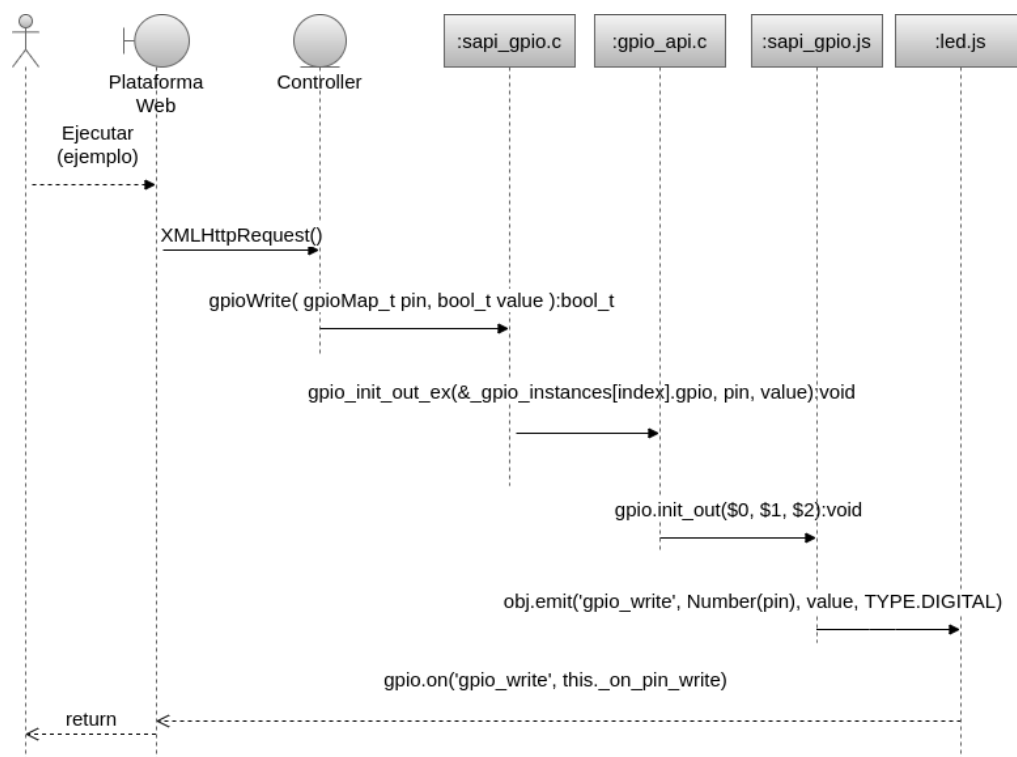 :sapi_gpio.c
:gpio_api.c
:sapi_gpio.js
:led.js
Plataforma
Web
Controller
Ejecutar
(ejemplo)
XMLHttpRequest()
gpioWrite( gpioMap_t pin, bool_t value ):bool_t
gpio_init_out_ex(&_gpio_instances[index].gpio, pin, value):void
gpio.init_out($0, $1, $2):void
obj.emit('gpio_write', Number(pin), value, TYPE.DIGITAL)
gpio.on('gpio_write', this._on_pin_write)
return